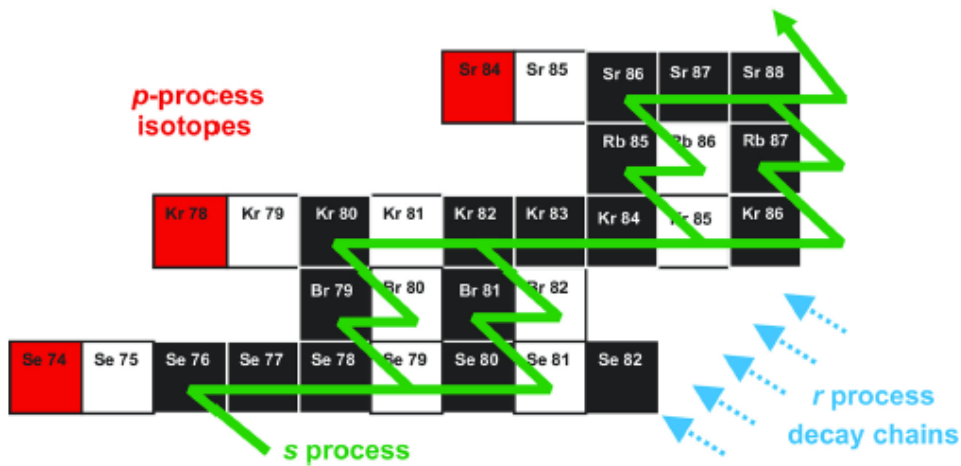 Sr 84 Sr 85 Sr 86 Sr 87 Sr 88
p-process
isotopes
Rb 85 Rb 86 Rb 87
Kr 78 Kr 79 Kr 80 Kr 81 Kr 82 Kr 83 Kr 84 Kr 85 Kr 86
Br 79 Br 80 Br 81 Br 82
Se 74 Se 75 Se 76 Se 77 Se 78 Se 79 Se 80 Se 81 Se 82
r process
decay chains
s process